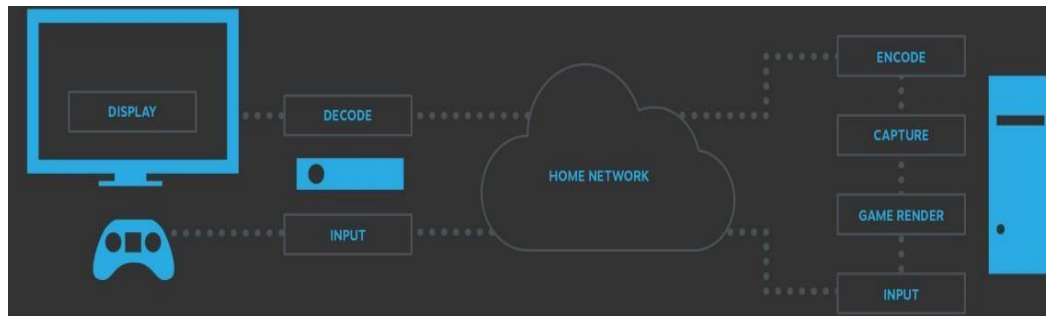 DISPLAY
DECODE
INPUT
HOME NETWORK
ENCODE
CAPTURE
GAME RENDER
INPUT